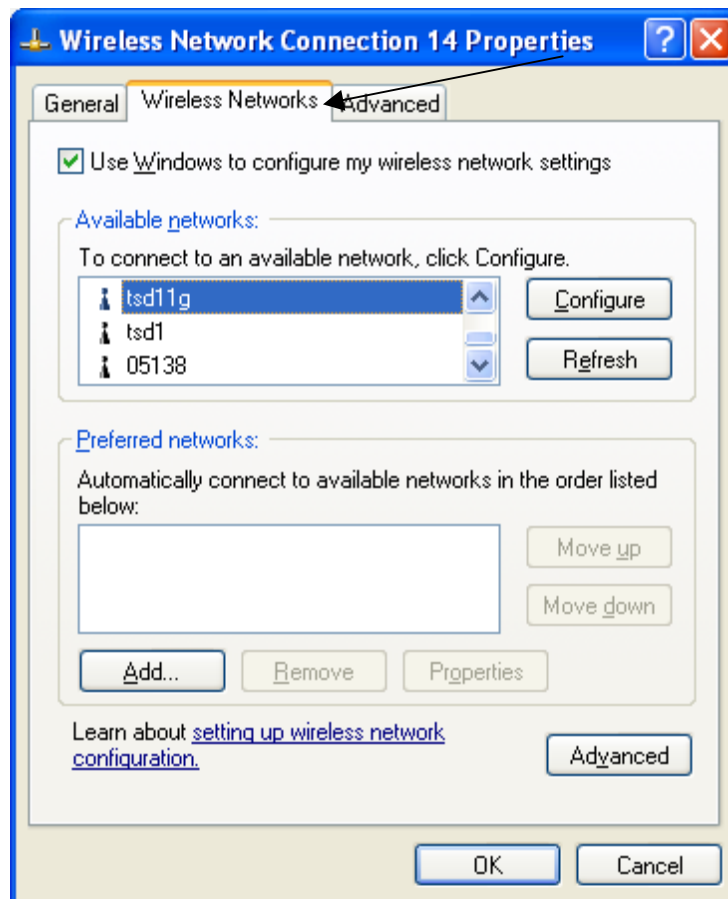 Wireless Network Connection 14 Properties
General Wireless Networks Advanced
Use Windows to configure my wireless network settings
Available networks:
To connect to an available network, click Configure.
tsd11g
tsd1
05138
Configure
Refresh
Preferred networks:
Automatically connect to available networks in the order listed
below:
Move up
Move down
Add... Remove Properties
Learn about setting up wireless network
configuration.
Advanced
OK Cancel